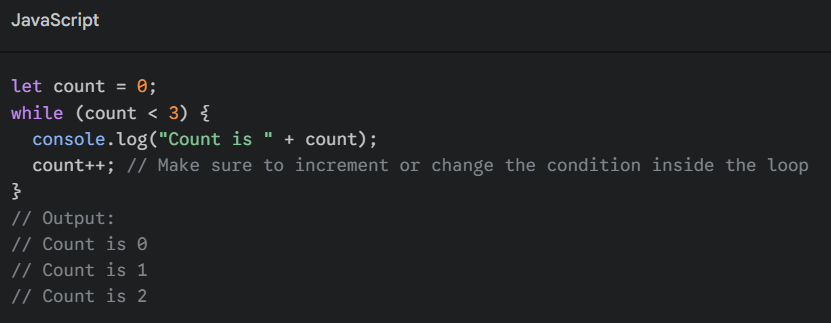 JavaScript
let count = 0;
while (count < 3) {
  console.log("Count is " + count);
  count++; // Make sure to increment or change the condition inside the loop
}
// Output:
// Count is 0
// Count is 1
// Count is 2